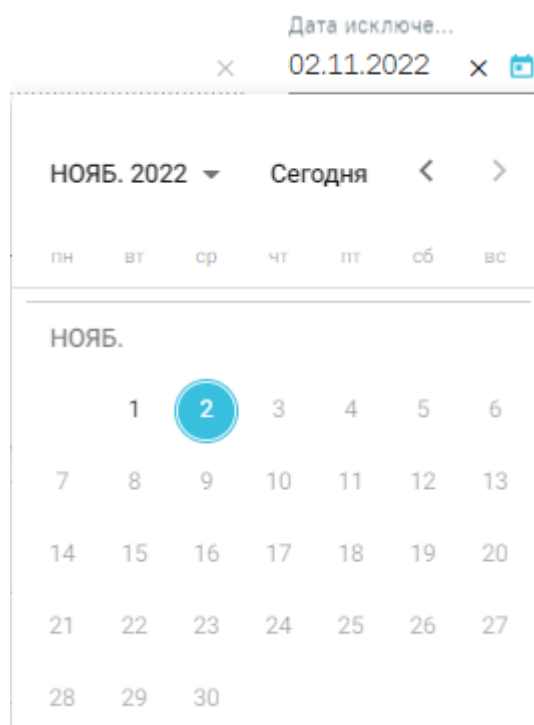 Дата исключе...
02.11.2022
НОЯБ. 2022 Сегодня
пн вт ср чт пт сб вс
НОЯБ.
1 2 3 4 5 6
7 8 9 10 11 12 13
14 15 16 17 18 19 20
21 22 23 24 25 26 27
28 29 30